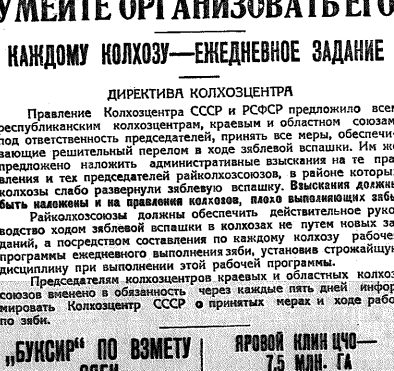 УМЕЙТЕ ОРГАНИЗОВАТЬ ЕГО
КАЖДОМУ КОЛХОЗУ—ЕЖЕДНЕВНОЕ ЗАДАНИЕ
ДИРЕКТИВА КОЛХОЗЦЕНТРА
Правление Колхозцентра СССР и РСФСР предложило всем
республиканским колхозцентрам, краевым и областном союзам
под ответственность председателей, принять все меры, обеспечи-
вающие решительный перелом в ходе зяблевой вспашки. Им же
предложено наложить административные взыскания на те прав
вления и тех председателей райколхозсоюзов, в районе которых
колхозы слабо развернули зяблевую вспашку. Взыскания должны
быть наложены и на правления колхозов, плохо выполняющих зябь
Райколхозсоюзы должны обеспечить действительное руко
водство ходом зяблевой вспашки в колхозах не путем новых за
даний, а посредством составления по каждому колхозу рабочей
программы ежедневного выполнения зяби, установив строжайшую
дисциплину при выполнении этой рабочей программы.
Председателям колхозцентров краевых и областных колхоз
союзов вменено в обязанность через каждые пять дней инфор
мировать Колхозцентр СССР о принятых мерах и ходе работ
по зяби.
„БУКСИР“ ПО ВЗМЕТУ
ЯРОВОЙ КЛИН ЦЧО—
7,5 МЛН. ГА